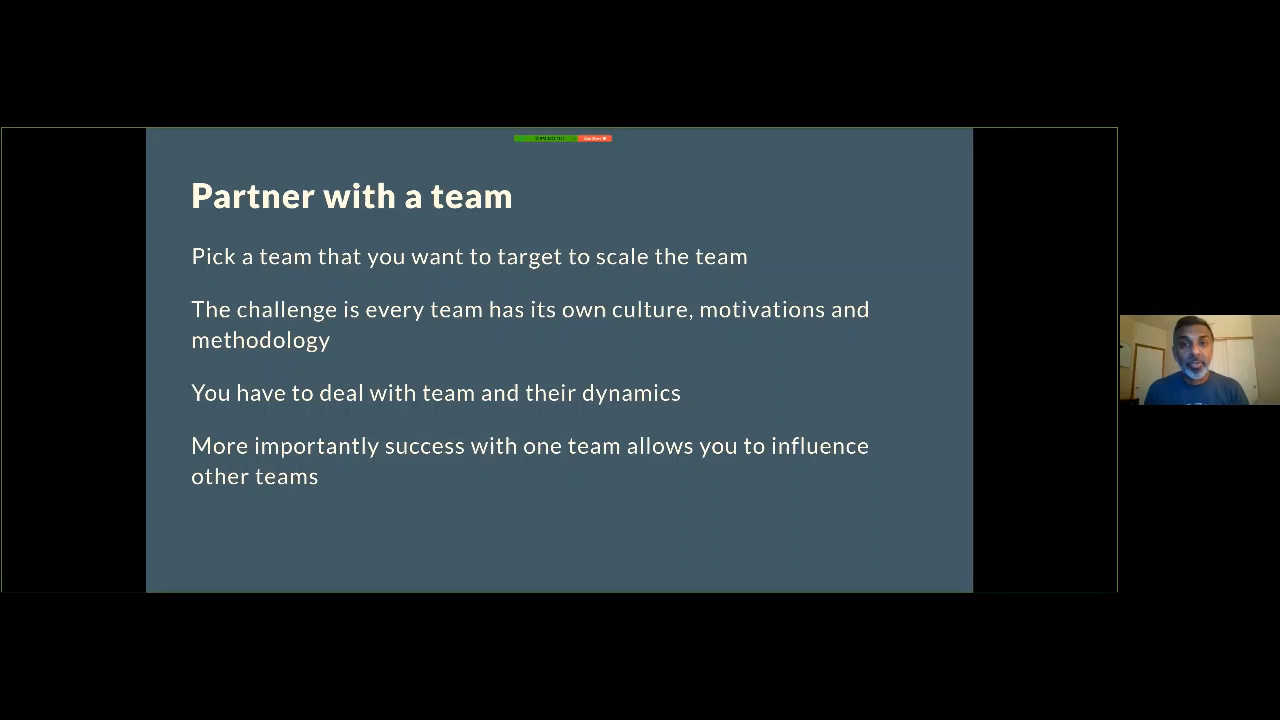 Partner with a team
Pick a team that you want to target to scale the team
The challenge is every team has its own culture, motivations and
methodology
You have to deal with team and their dynamics
More importantly success with one team allows you to influence
other teams